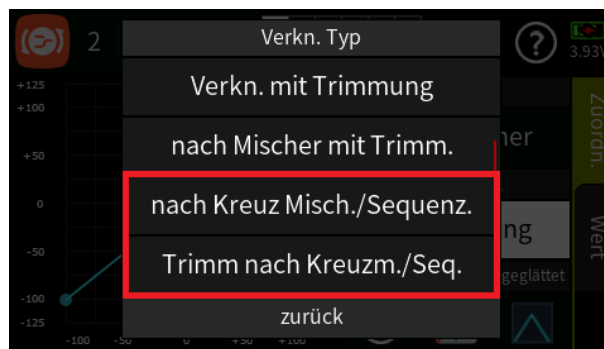 2
Verkn. Typ
?
3.93V
Verkn. mit Trimmung
nach Mischer mit Trimm.
nach Kreuz Misch./Sequenz.
Trimm nach Kreuzm./Seq.
zurück
+125
+100
+50
0
-50
-100
-125
-100
-50
0
+50
+100
her
ng
geglättet
Zuordn.
Wert